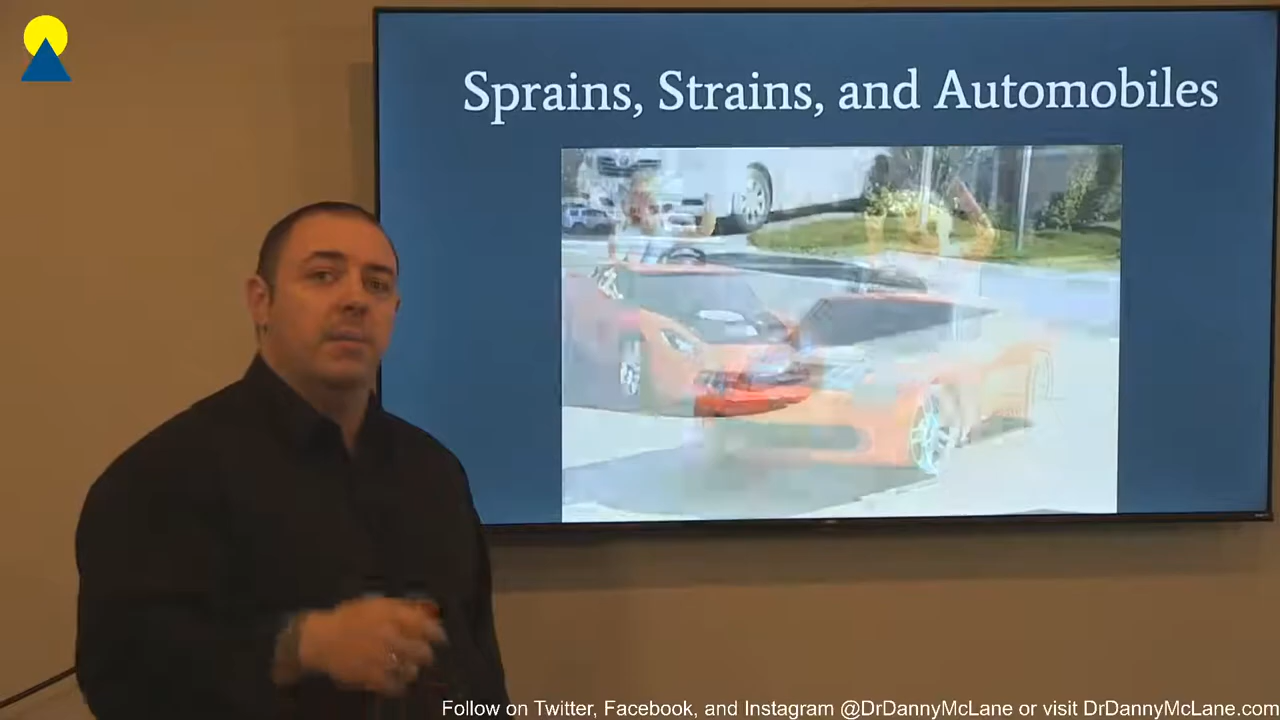 Sprains, Strains, and Automobiles
Follow on Twitter, Facebook, and Instagram @DrDannyMcLane or visit DrDannyMcLane.com